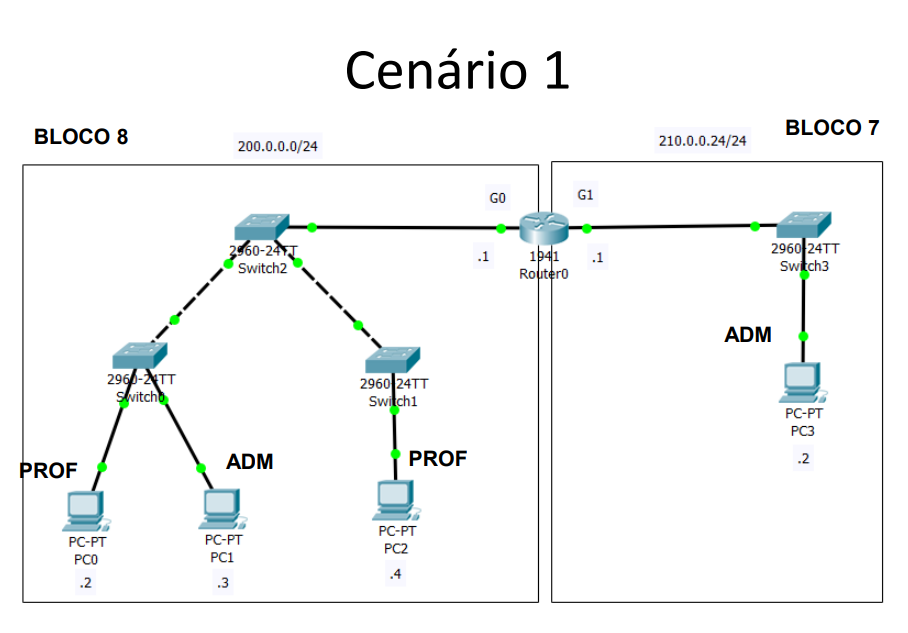 Cenário 1
BLOCO 8
200.0.0.0/24
210.0.0.24/24
BLOCO 7
G0
G1
2960-24TT
Switch2
.1
1941
Router0
.1
2960-24TT
Switch3
ADM
PC-PT
PC3
.2
2960-24TT
Switch0
2960-24TT
Switch1
PROF
ADM
PROF
PC-PT
PC0
.2
PC-PT
PC1
.3
PC-PT
PC2
.4